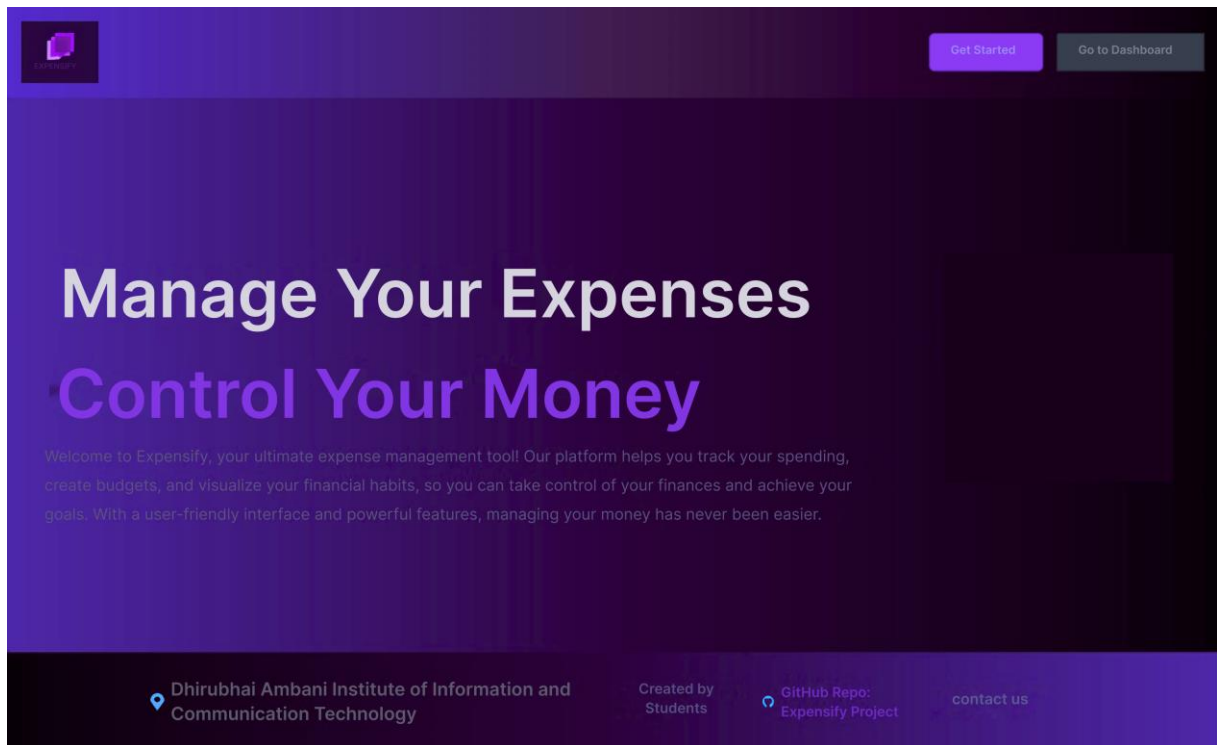 EXPENSIFY
Get Started
Go to Dashboard
Manage Your Expenses
Control Your Money
Welcome to Expensify, your ultimate expense management tool! Our platform helps you track your spending,
create budgets, and visualize your financial habits, so you can take control of your finances and achieve your
goals. With a user-friendly interface and powerful features, managing your money has never been easier.
Dhirubhai Ambani Institute of Information and
Communication Technology
Created by
Students
GitHub Repo:
Expensify Project
contact us